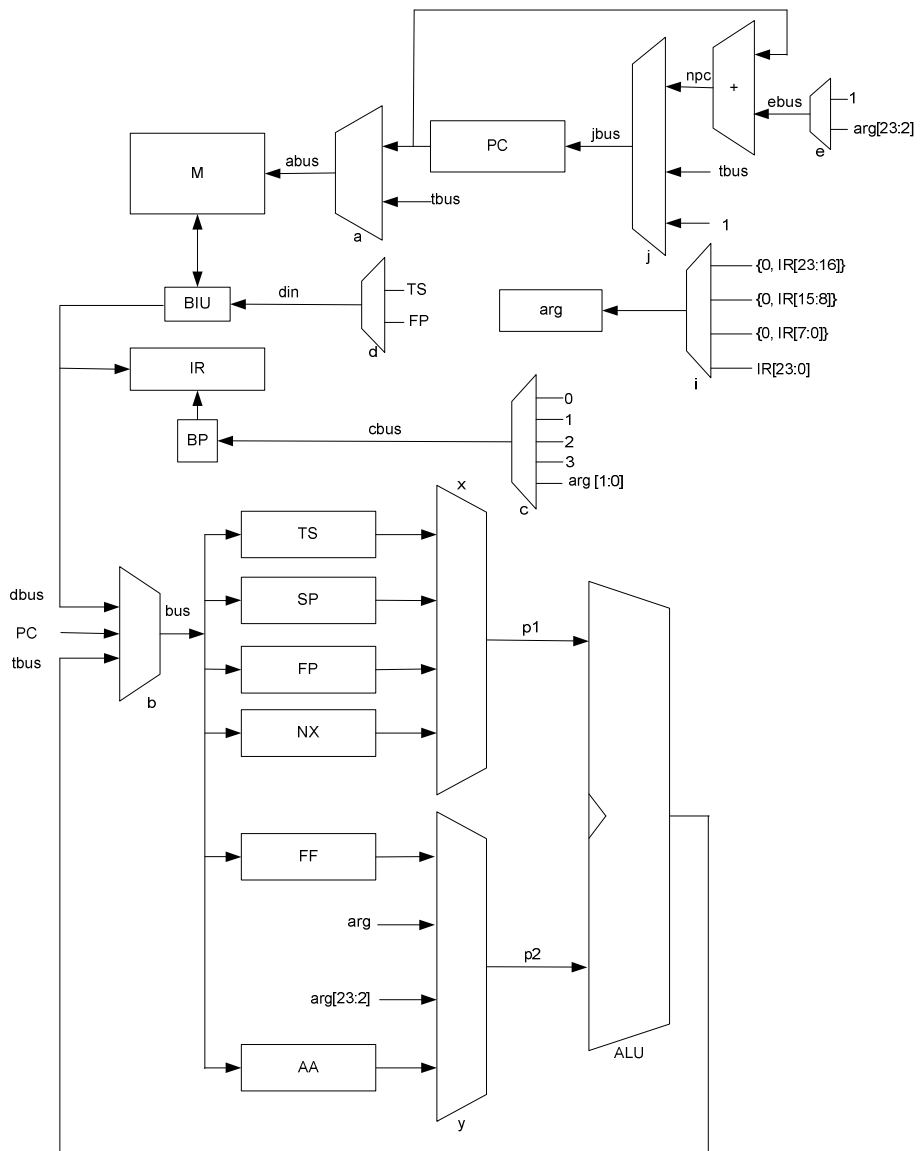 npc
+
ebus
1
arg[23:2]
e
PC
jbus
M
abus
tbus
a
tbus
1
j
{0, IR[23:16]}
{0, IR[15:8]}
{0, IR[7:0]}
IR[23:0]
i
arg
BIU
din
TS
FP
d
IR
BP
cbus
0
1
2
3
arg [1:0]
c
x
TS
SP
FP
NX
dbus
PC
tbus
bus
b
p1
FF
arg
arg[23:2]
AA
p2
y
ALU